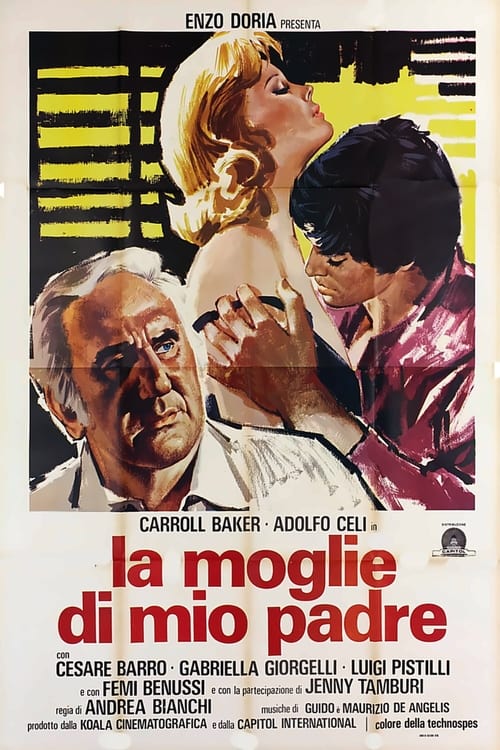 ENZO DORIA PRESENTA
CARROLL BAKER · ADOLFO CELI in
DISTRIBUZIONE
CAPITOL
la moglie
di mio padre
con
CESARE BARRO · GABRIELLA GIORGELLI · LUIGI PISTILLI
e con FEMI BENUSSI e con la partecipazione di JENNY TAMBURI
regia di ANDREA BIANCHI musiche di GUIDO E MAURIZIO DE ANGELIS
prodotto dalla KOALA CINEMATOGRAFICA e dalla CAPITOL INTERNATIONAL colore della technospes